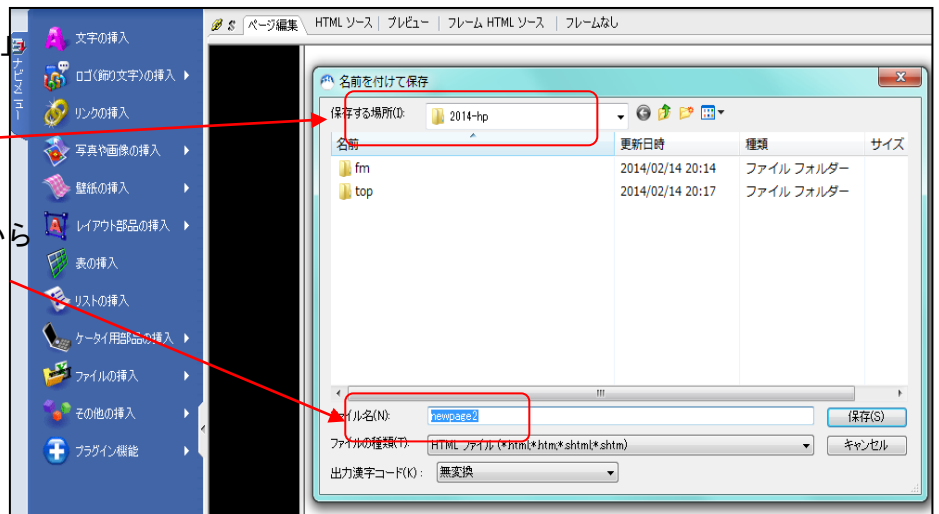 ページ編集 HTML ソース プレビュー フレーム HTML ソース フレームなし
ナビメニュー
文字の挿入
ロゴ(飾り文字)の挿入
リンクの挿入
写真や画像の挿入
壁紙の挿入
レイアウト部品の挿入
から
表の挿入
リストの挿入
ケータイ用部品の挿入
ファイルの挿入
その他の挿入
プラグイン機能
名前を付けて保存
保存する場所(I): 2014-hp
名前 更新日時 種類 サイズ
fm 2014/02/14 20:14 ファイル フォルダー
top 2014/02/14 20:17 ファイル フォルダー
ファイル名(N): newpage2 保存(S)
ファイルの種類(T): HTML ファイル (*.html;*.htm;*.shtml;*.shtm) キャンセル
出力漢字コード(K): 無変換